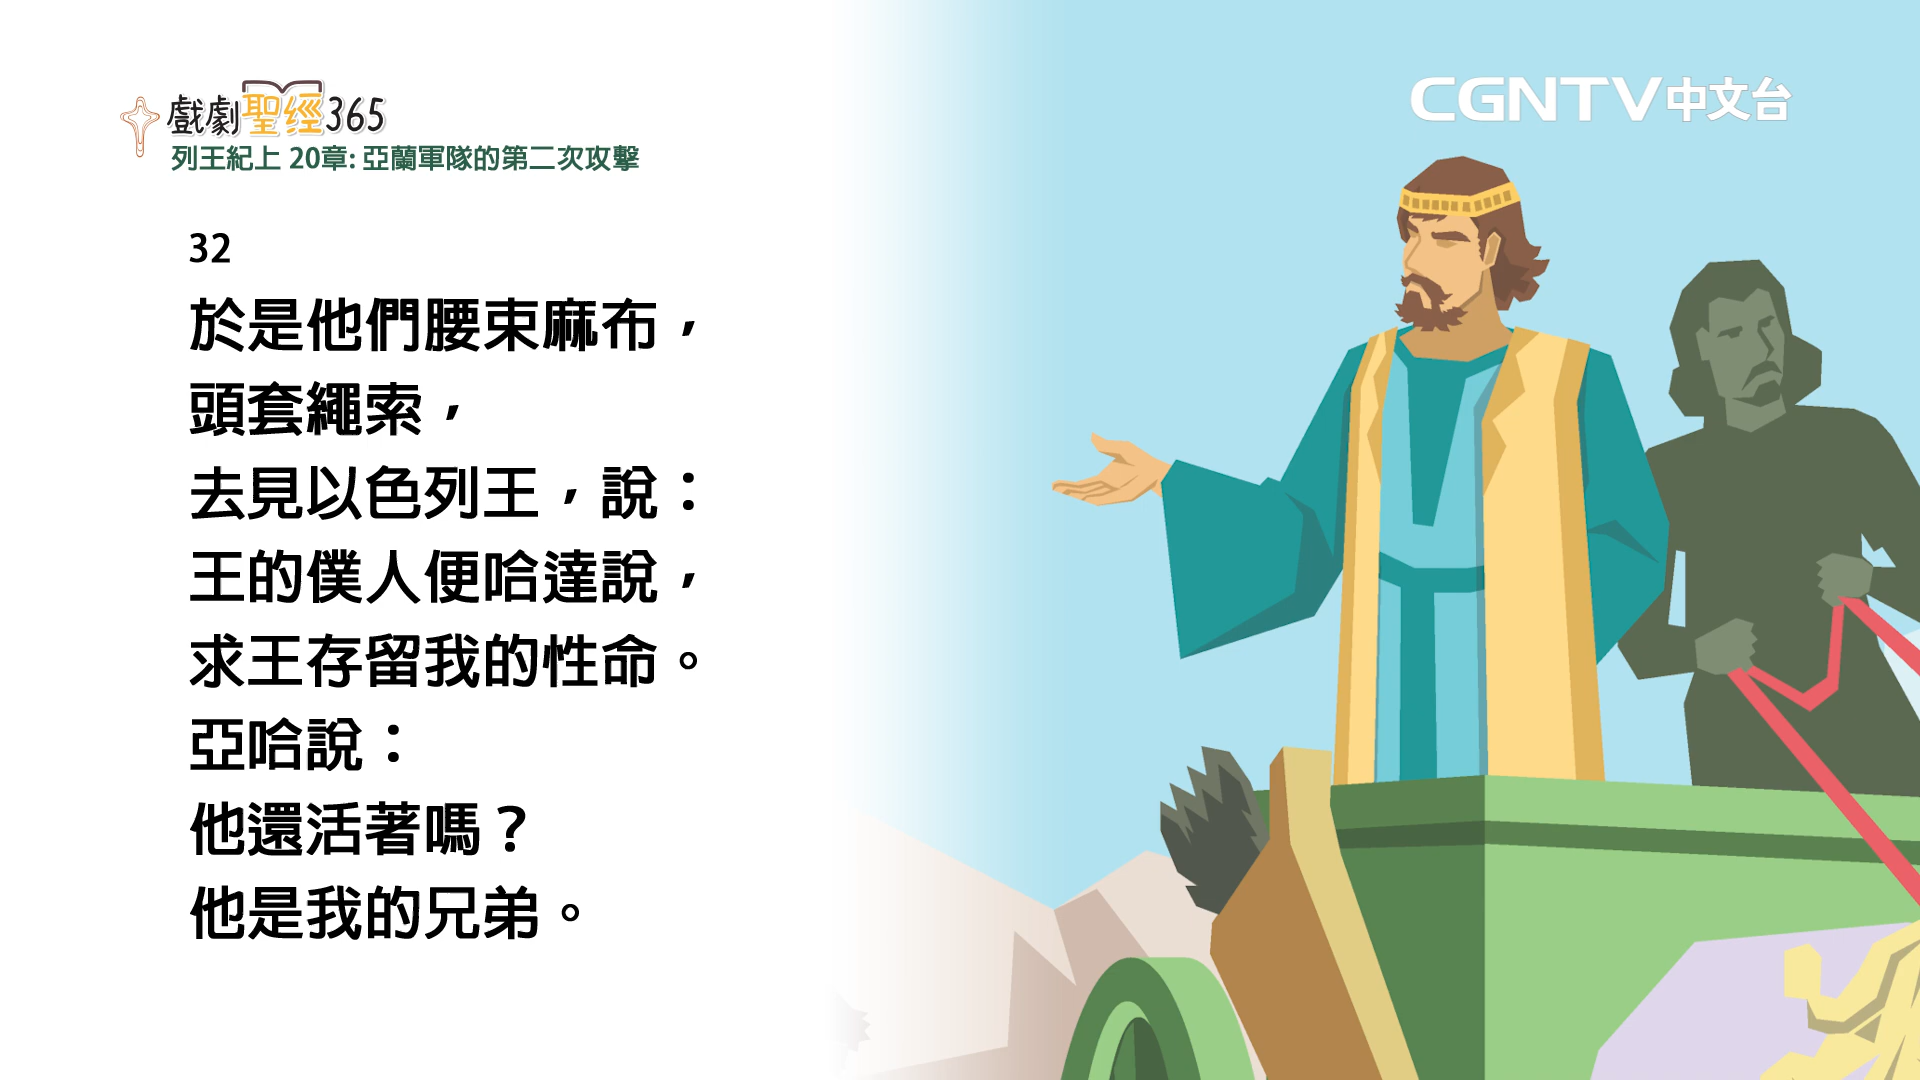 戲劇聖經365
列王紀上 20章: 亞蘭軍隊的第二次攻擊
CGNTV中文台
32
於是他們腰束麻布，
頭套繩索，
去見以色列王，說：
王的僕人便哈達說，
求王存留我的性命。
亞哈說：
他還活著嗎？
他是我的兄弟。